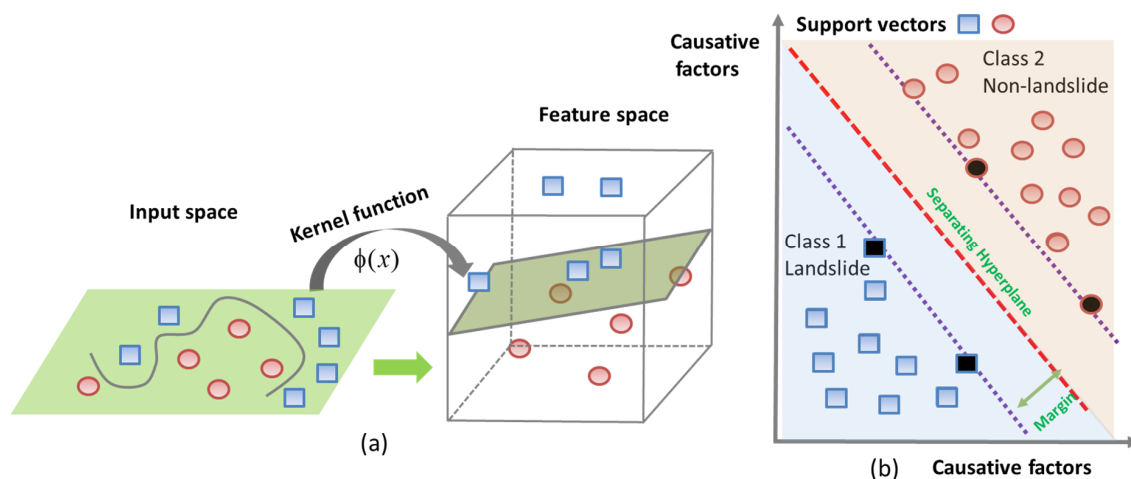 Input space
Kernel function
ϕ(x)
Feature space
(a)
Support vectors
Causative
factors
Class 2
Non-landslide
Separating Hyperplane
Class 1
Landslide
Margin
(b)
Causative factors